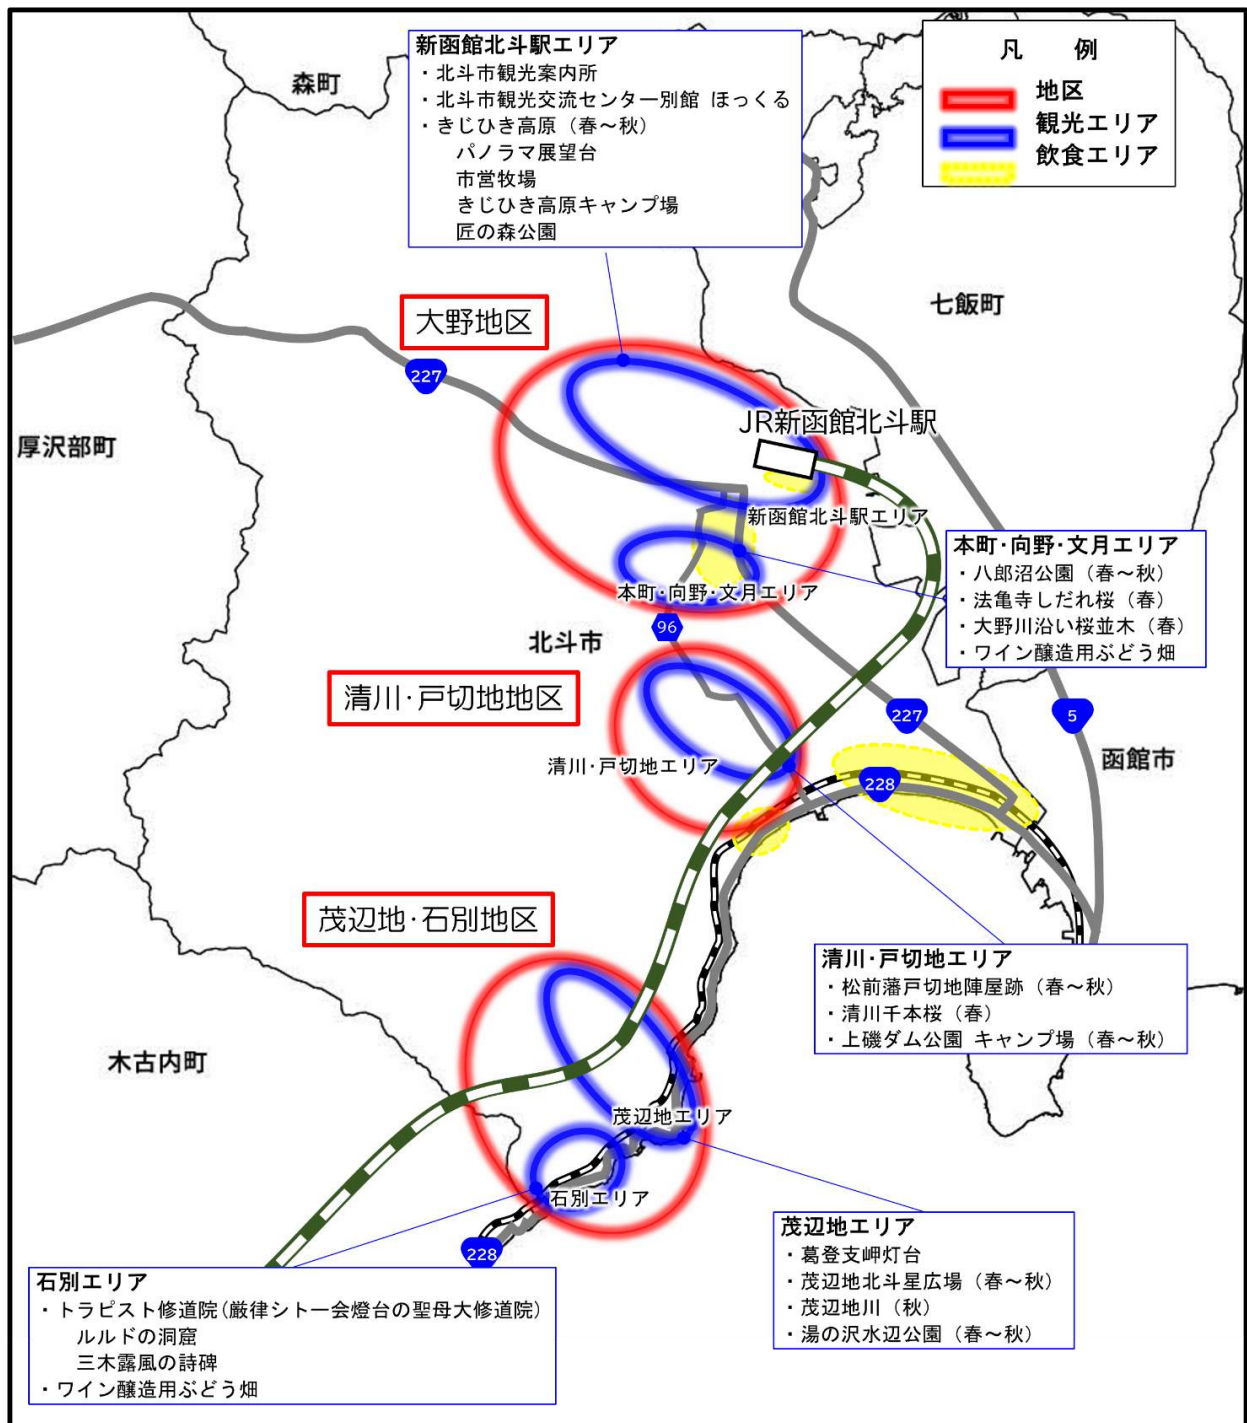 新函館北斗駅エリア
・北斗市観光案内所
・北斗市観光交流センター別館 ほっくる
・きじひき高原（春～秋）
パノラマ展望台
市営牧場
きじひき高原キャンプ場
匠の森公園
凡 例
地区
観光エリア
飲食エリア
森町
七飯町
大野地区
227
JR新函館北斗駅
厚沢部町
新函館北斗駅エリア
本町・向野・文月エリア
・八郎沼公園（春～秋）
・法亀寺しだれ桜（春）
・大野川沿い桜並木（春）
・ワイン醸造用ぶどう畑
本町・向野・文月エリア
96
北斗市
清川・戸切地地区
227
5
函館市
清川・戸切地エリア
228
茂辺地・石別地区
清川・戸切地エリア
・松前藩戸切地陣屋跡（春～秋）
・清川千本桜（春）
・上磯ダム公園 キャンプ場（春～秋）
木古内町
茂辺地エリア
石別エリア
228
茂辺地エリア
・葛登支岬灯台
・茂辺地北斗星広場（春～秋）
・茂辺地川（秋）
・湯の沢水辺公園（春～秋）
石別エリア
・トラピスト修道院(厳律シトー会燈台の聖母大修道院)
ルルドの洞窟
三木露風の詩碑
・ワイン醸造用ぶどう畑